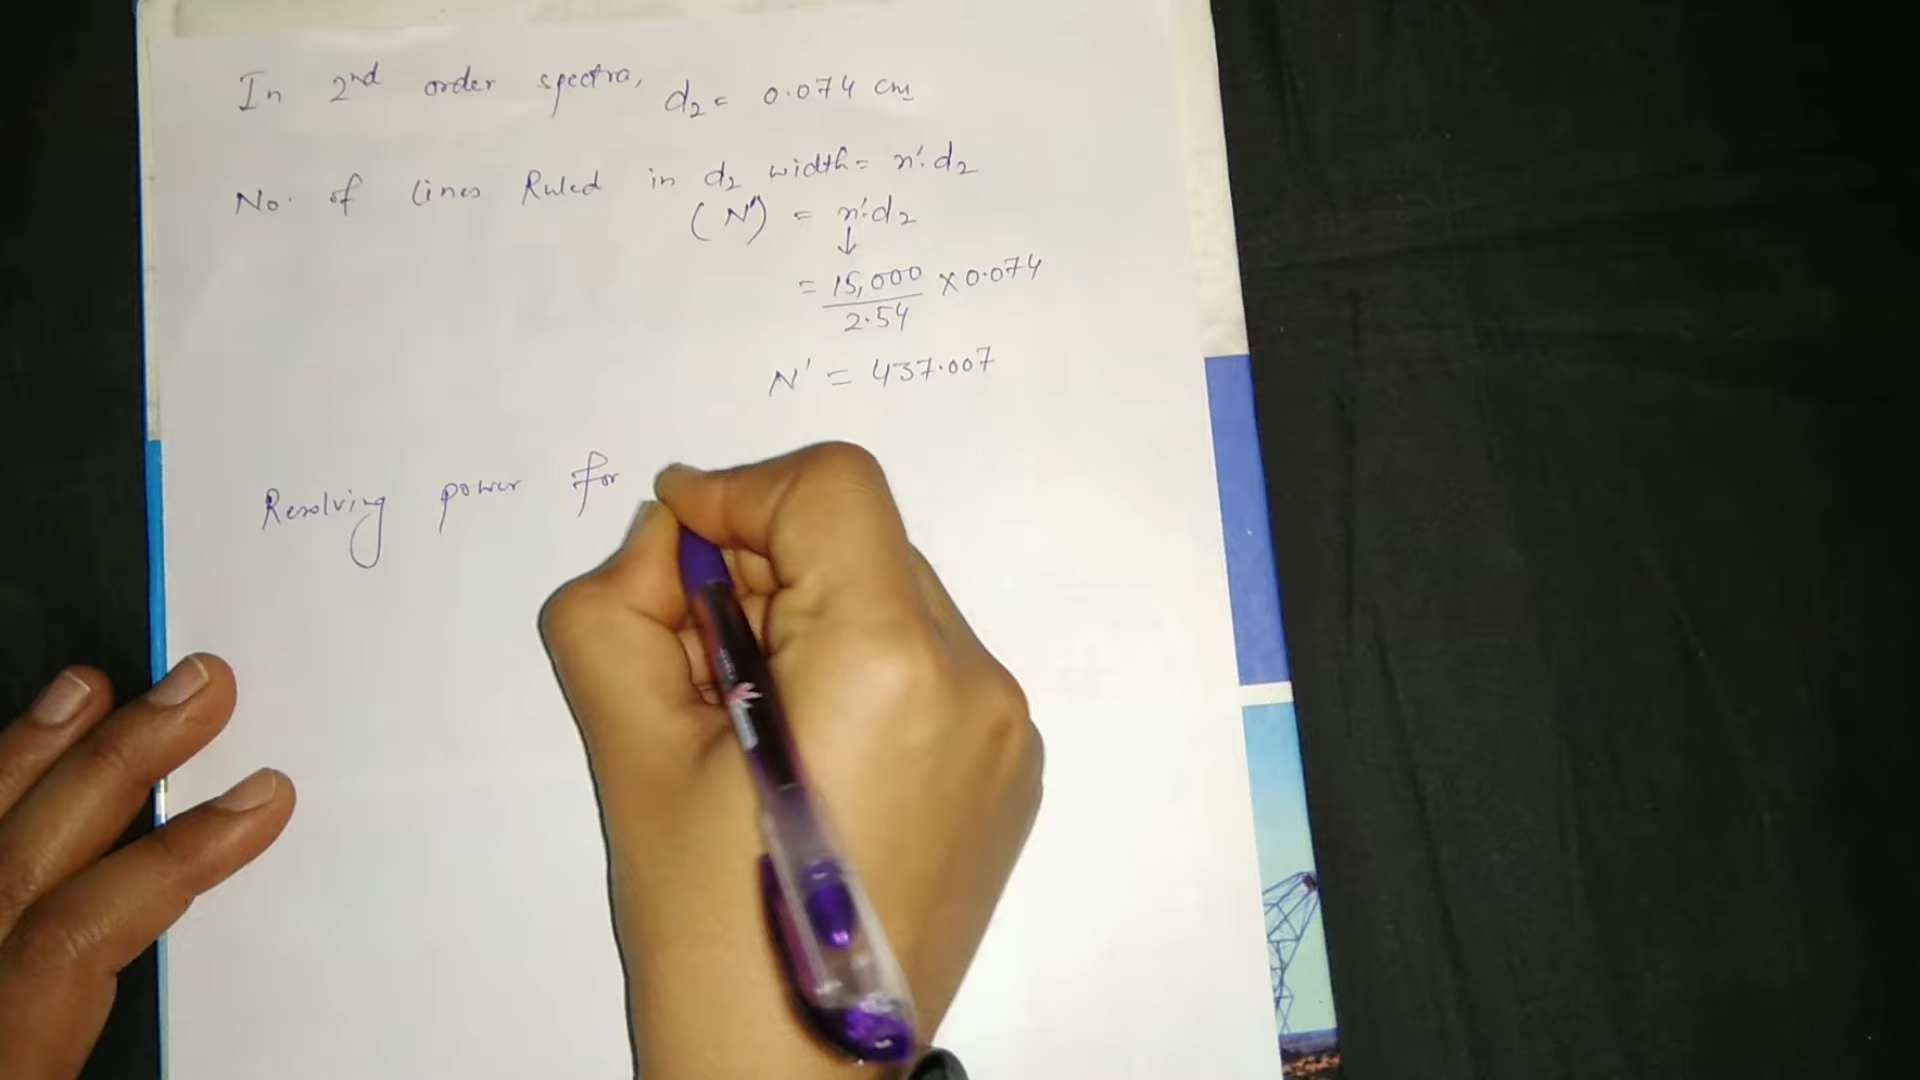 In 2nd order spectra, d₂ = 0.074 cm
No. of lines Ruled in d₂ width = n'. d₂
(N') = n'. d₂
↓
= 15,000 / 2.54 × 0.074
N' = 437.007
Resolving power for